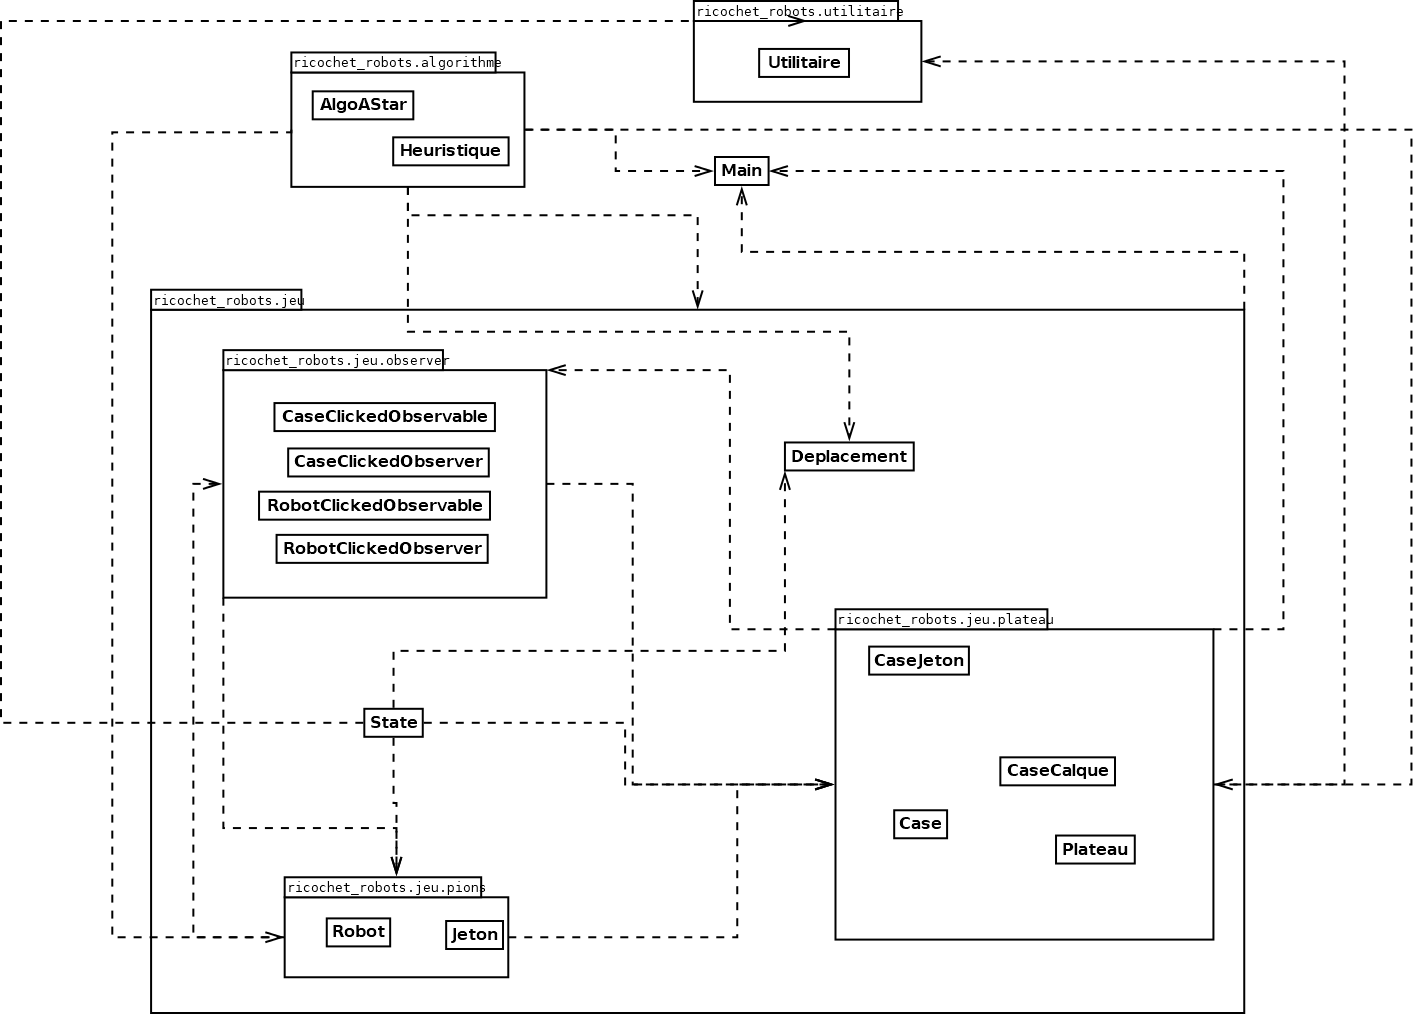 ricochet_robots.utilitaire
Utilitaire
ricochet_robots.algorithme
AlgoAStar
Heuristique
Main
ricochet_robots.jeu
ricochet_robots.jeu.observer
CaseClickedObservable
CaseClickedObserver
RobotClickedObservable
RobotClickedObserver
Deplacement
ricochet_robots.jeu.plateau
CaseJeton
State
CaseCalque
Case
Plateau
ricochet_robots.jeu.pions
Robot
Jeton